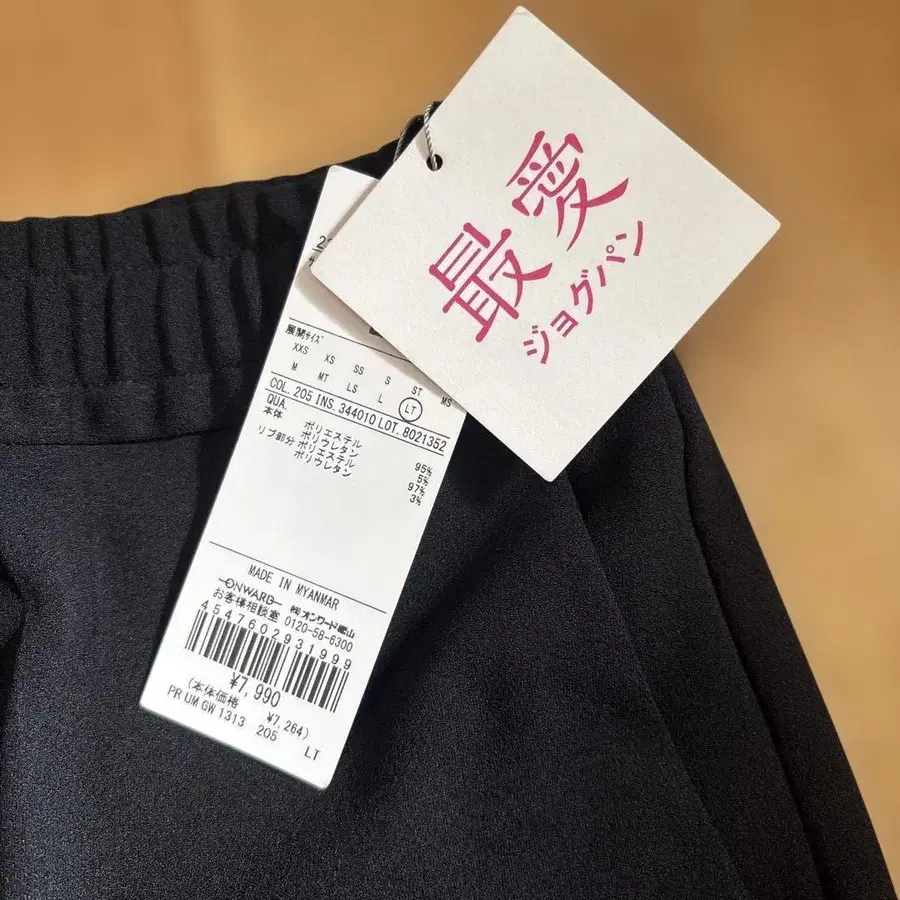 最愛
ジョグパン
展開サイズ
XXS XS SS S ST MS
M MT LS L LT
COL. 205 INS. 344010 LOT. 8021352
QUA.
本体 ポリエステル 95%
ポリウレタン 5%
リブ部分 ポリエステル 97%
ポリウレタン 3%
MADE IN MYANMAR
ONWARD ㈱オンワード樫山
お客様相談室 0120-58-6300
4547602931999
¥7,990
(本体価格 ¥7,264)
PR UM GW 1313 205 LT